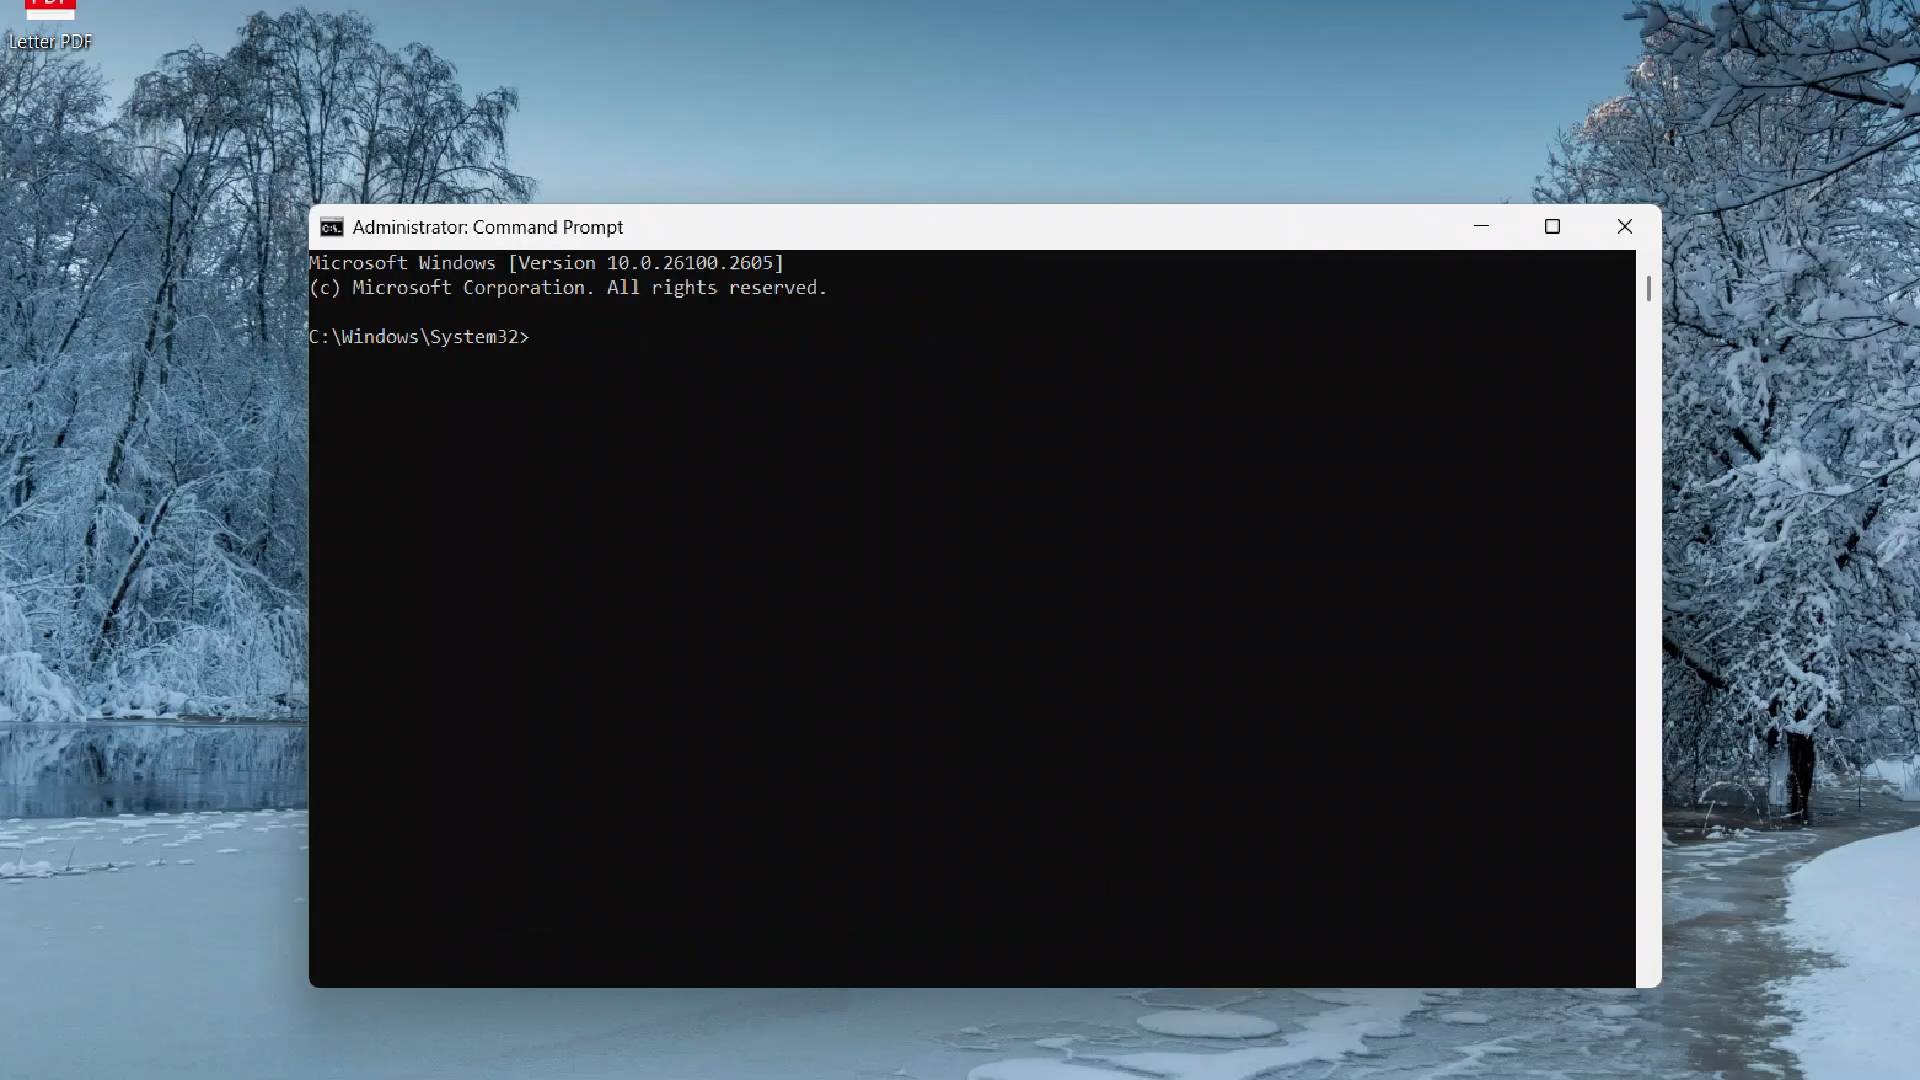 PDF
Letter PDF
Administrator: Command Prompt
Microsoft Windows [Version 10.0.26100.2605]
(c) Microsoft Corporation. All rights reserved.
C:\Windows\System32>